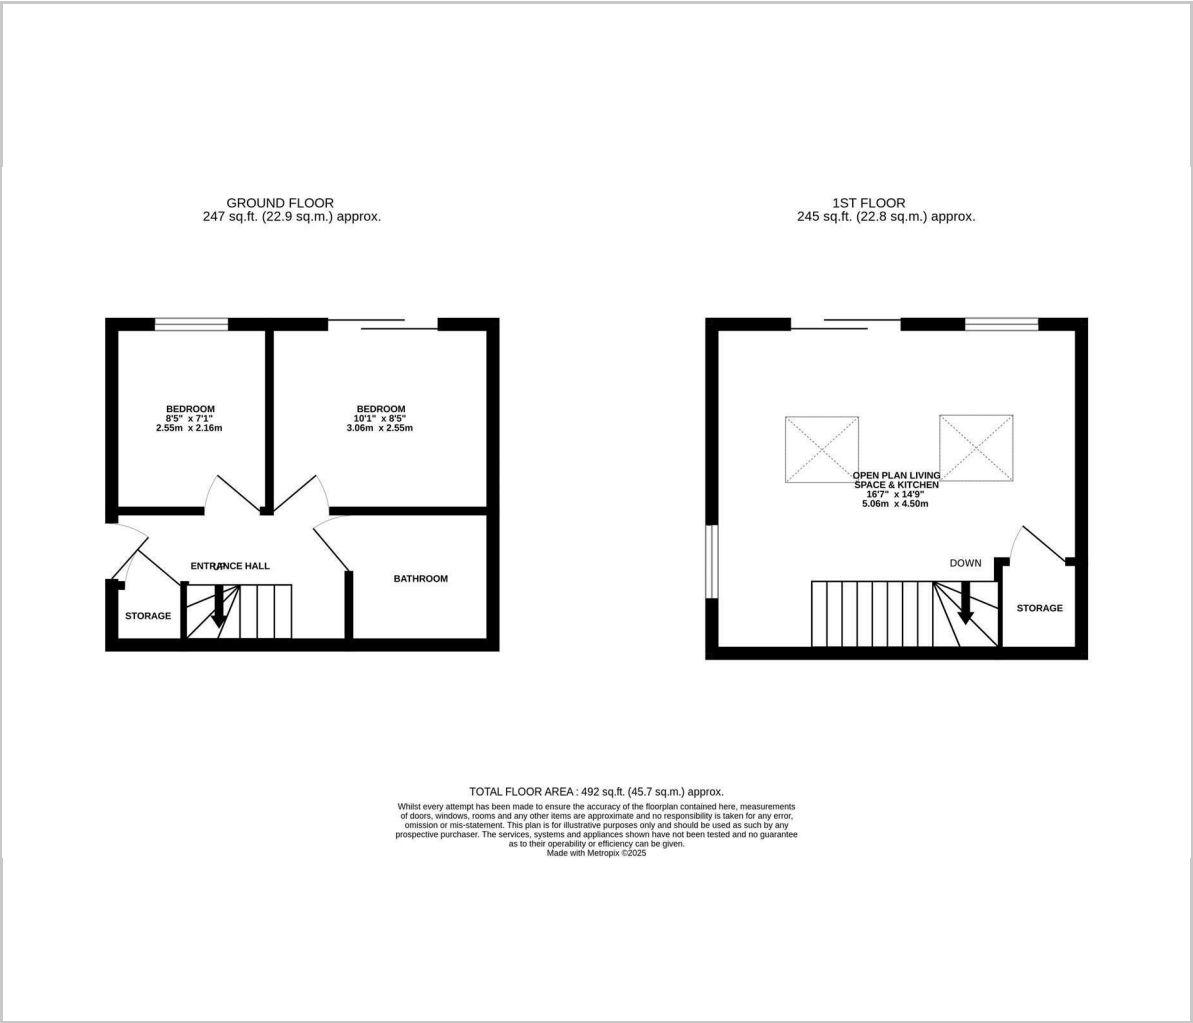 GROUND FLOOR
247 sq.ft. (22.9 sq.m.) approx.
BEDROOM
8'5" x 7'1"
2.55m x 2.16m
BEDROOM
10'1" x 8'5"
3.06m x 2.55m
ENTRANCE HALL
UP
STORAGE
BATHROOM
1ST FLOOR
245 sq.ft. (22.8 sq.m.) approx.
OPEN PLAN LIVING
SPACE & KITCHEN
16'7" x 14'9"
5.06m x 4.50m
DOWN
STORAGE
TOTAL FLOOR AREA : 492 sq.ft. (45.7 sq.m.) approx.
Whilst every attempt has been made to ensure the accuracy of the floorplan contained here, measurements
of doors, windows, rooms and any other items are approximate and no responsibility is taken for any error,
omission or mis-statement. This plan is for illustrative purposes only and should be used as such by any
prospective purchaser. The services, systems and appliances shown have not been tested and no guarantee
as to their operability or efficiency can be given.
Made with Metropix ©2025